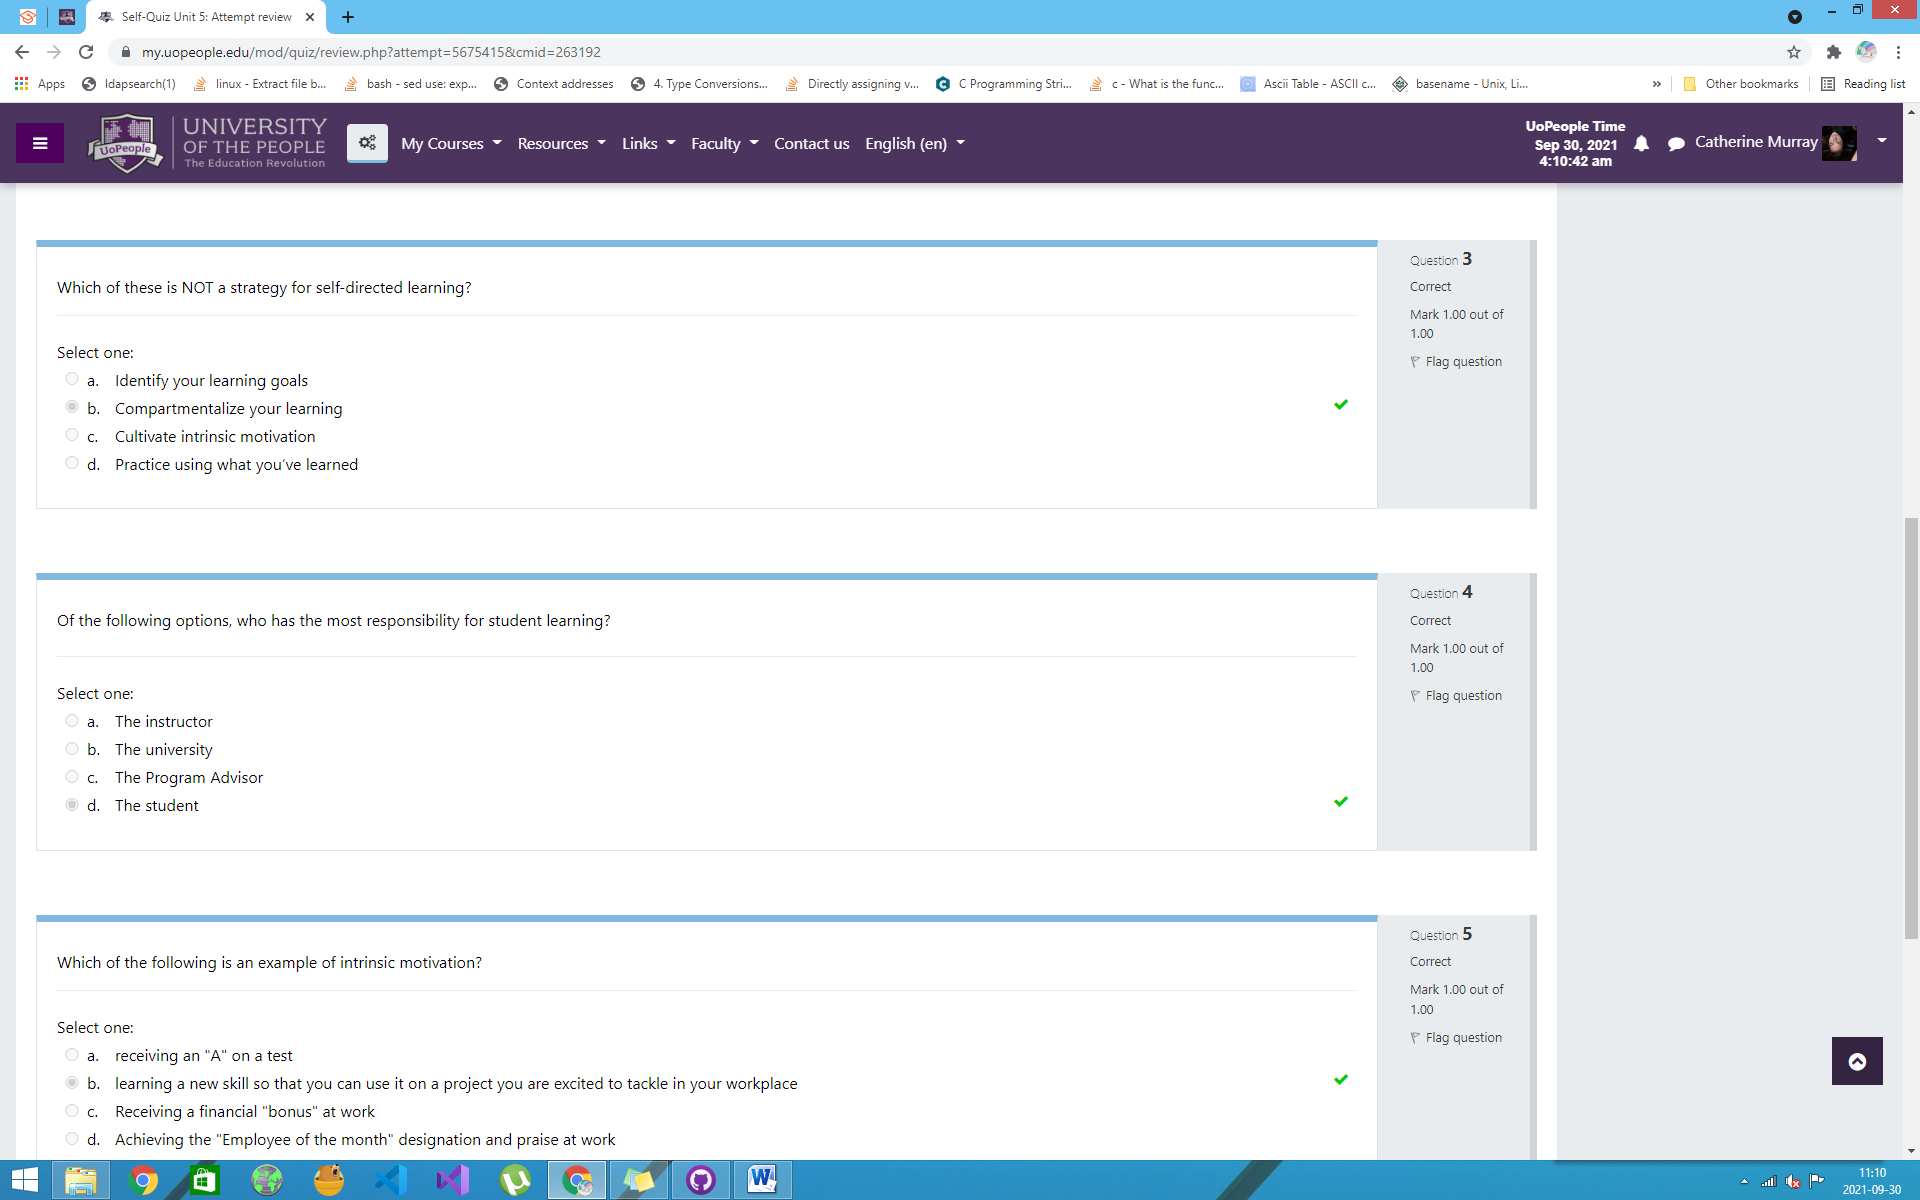 Self-Quiz Unit 5: Attempt review
my.uopeople.edu/mod/quiz/review.php?attempt=5675415&cmid=263192
Apps
ldapsearch(1)
linux - Extract file b...
bash - sed use: exp...
Context addresses
4. Type Conversions...
Directly assigning v...
C Programming Stri...
c - What is the func...
Ascii Table - ASCII c...
basename - Unix, Li...
»
Other bookmarks
Reading list
UoPeople
UNIVERSITY
OF THE PEOPLE
The Education Revolution
My Courses
Resources
Links
Faculty
Contact us
English (en)
UoPeople Time
Sep 30, 2021
4:10:42 am
Catherine Murray
Which of these is NOT a strategy for self-directed learning?
Select one:
a. Identify your learning goals
b. Compartmentalize your learning
c. Cultivate intrinsic motivation
d. Practice using what you've learned
Question 3
Correct
Mark 1.00 out of
1.00
Flag question
Of the following options, who has the most responsibility for student learning?
Select one:
a. The instructor
b. The university
c. The Program Advisor
d. The student
Question 4
Correct
Mark 1.00 out of
1.00
Flag question
Which of the following is an example of intrinsic motivation?
Select one:
a. receiving an "A" on a test
b. learning a new skill so that you can use it on a project you are excited to tackle in your workplace
c. Receiving a financial "bonus" at work
d. Achieving the "Employee of the month" designation and praise at work
Question 5
Correct
Mark 1.00 out of
1.00
Flag question
11:10
2021-09-30